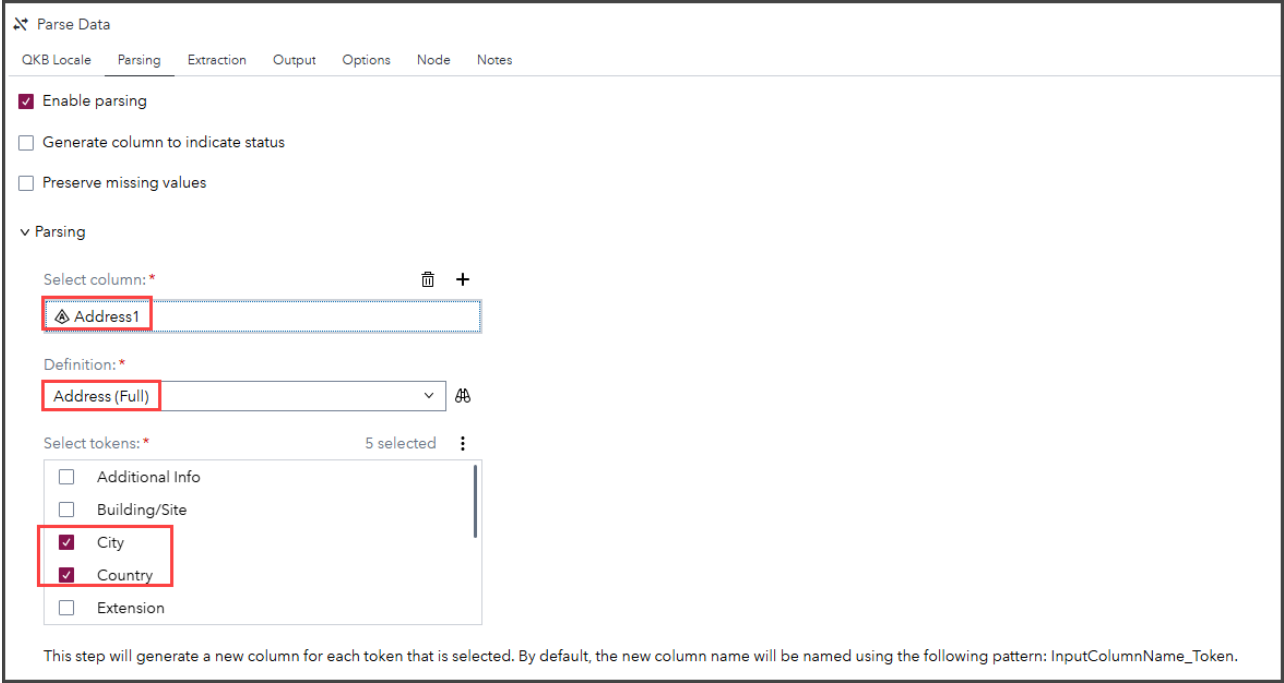 Parse Data
QKB Locale Parsing Extraction Output Options Node Notes
Enable parsing
Generate column to indicate status
Preserve missing values
Parsing
Select column: *
Address1
Definition: *
Address (Full)
Select tokens: * 5 selected
Additional Info
Building/Site
City
Country
Extension
This step will generate a new column for each token that is selected. By default, the new column name will be named using the following pattern: InputColumnName_Token.